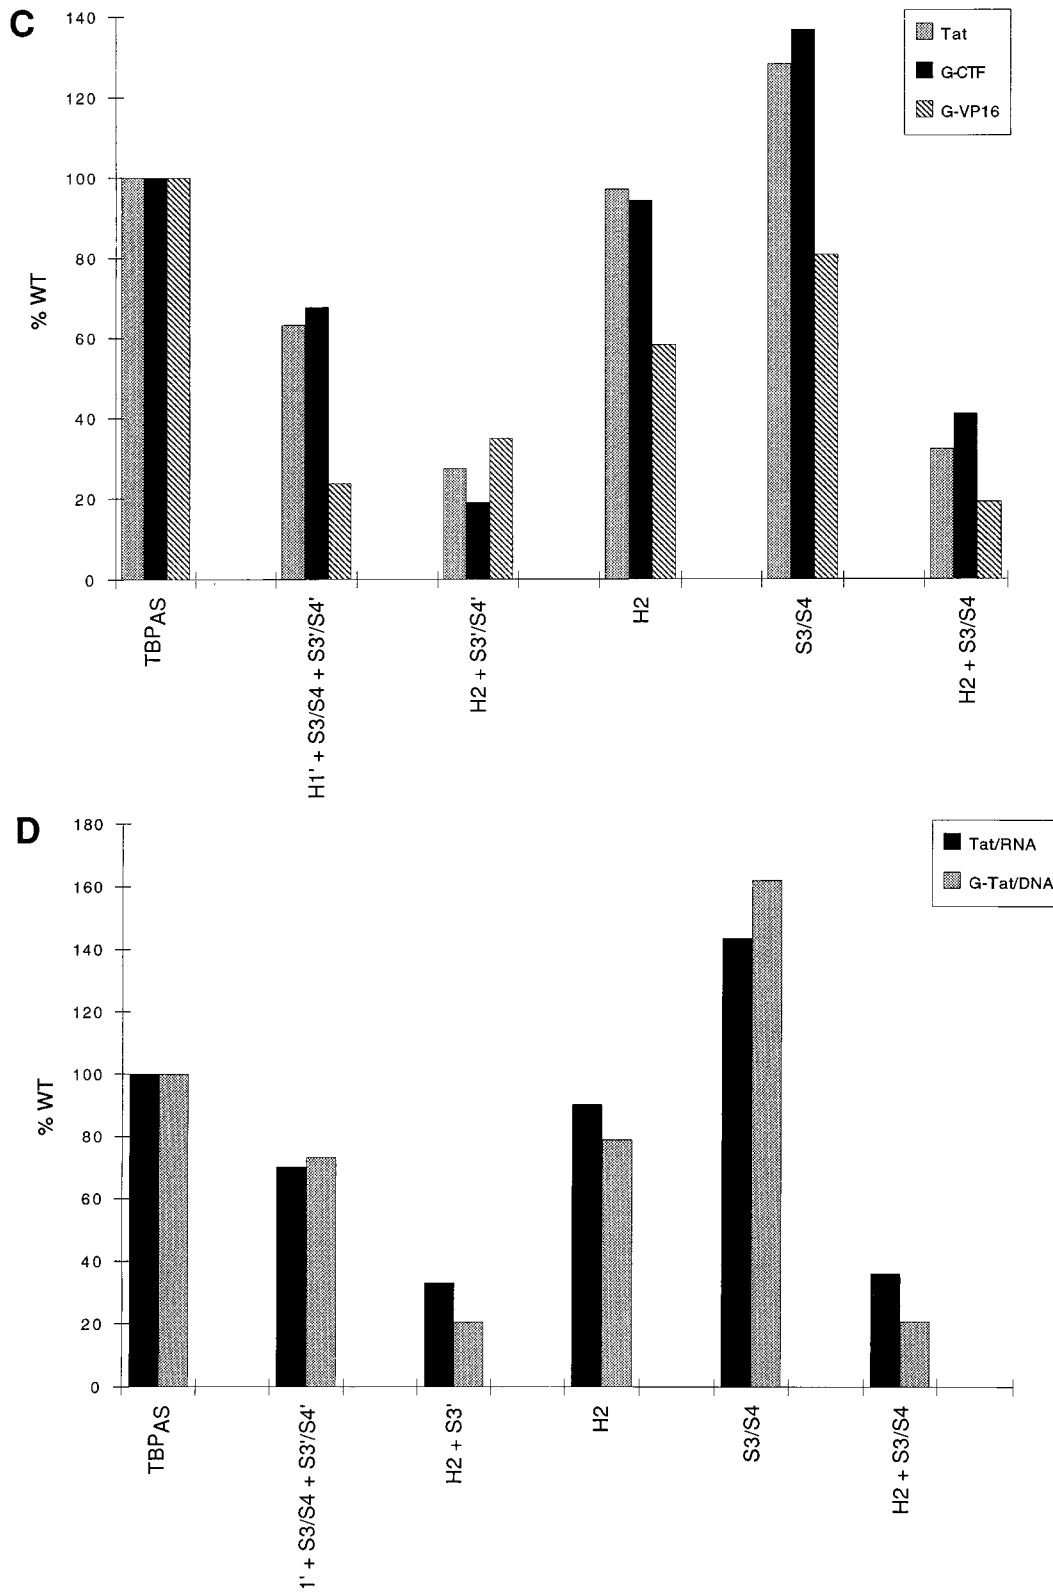 C
140
120
100
80
60
40
20
0
% WT
Tat
G-CTF
G-VP16
TBPAS
H1' + S3/S4 + S3'/S4'
H2 + S3'/S4'
H2
S3/S4
H2 + S3/S4
D
180
160
140
120
100
80
60
40
20
0
% WT
Tat/RNA
G-Tat/DNA
TBPAS
1' + S3/S4 + S3'/S4'
H2 + S3'
H2
S3/S4
H2 + S3/S4